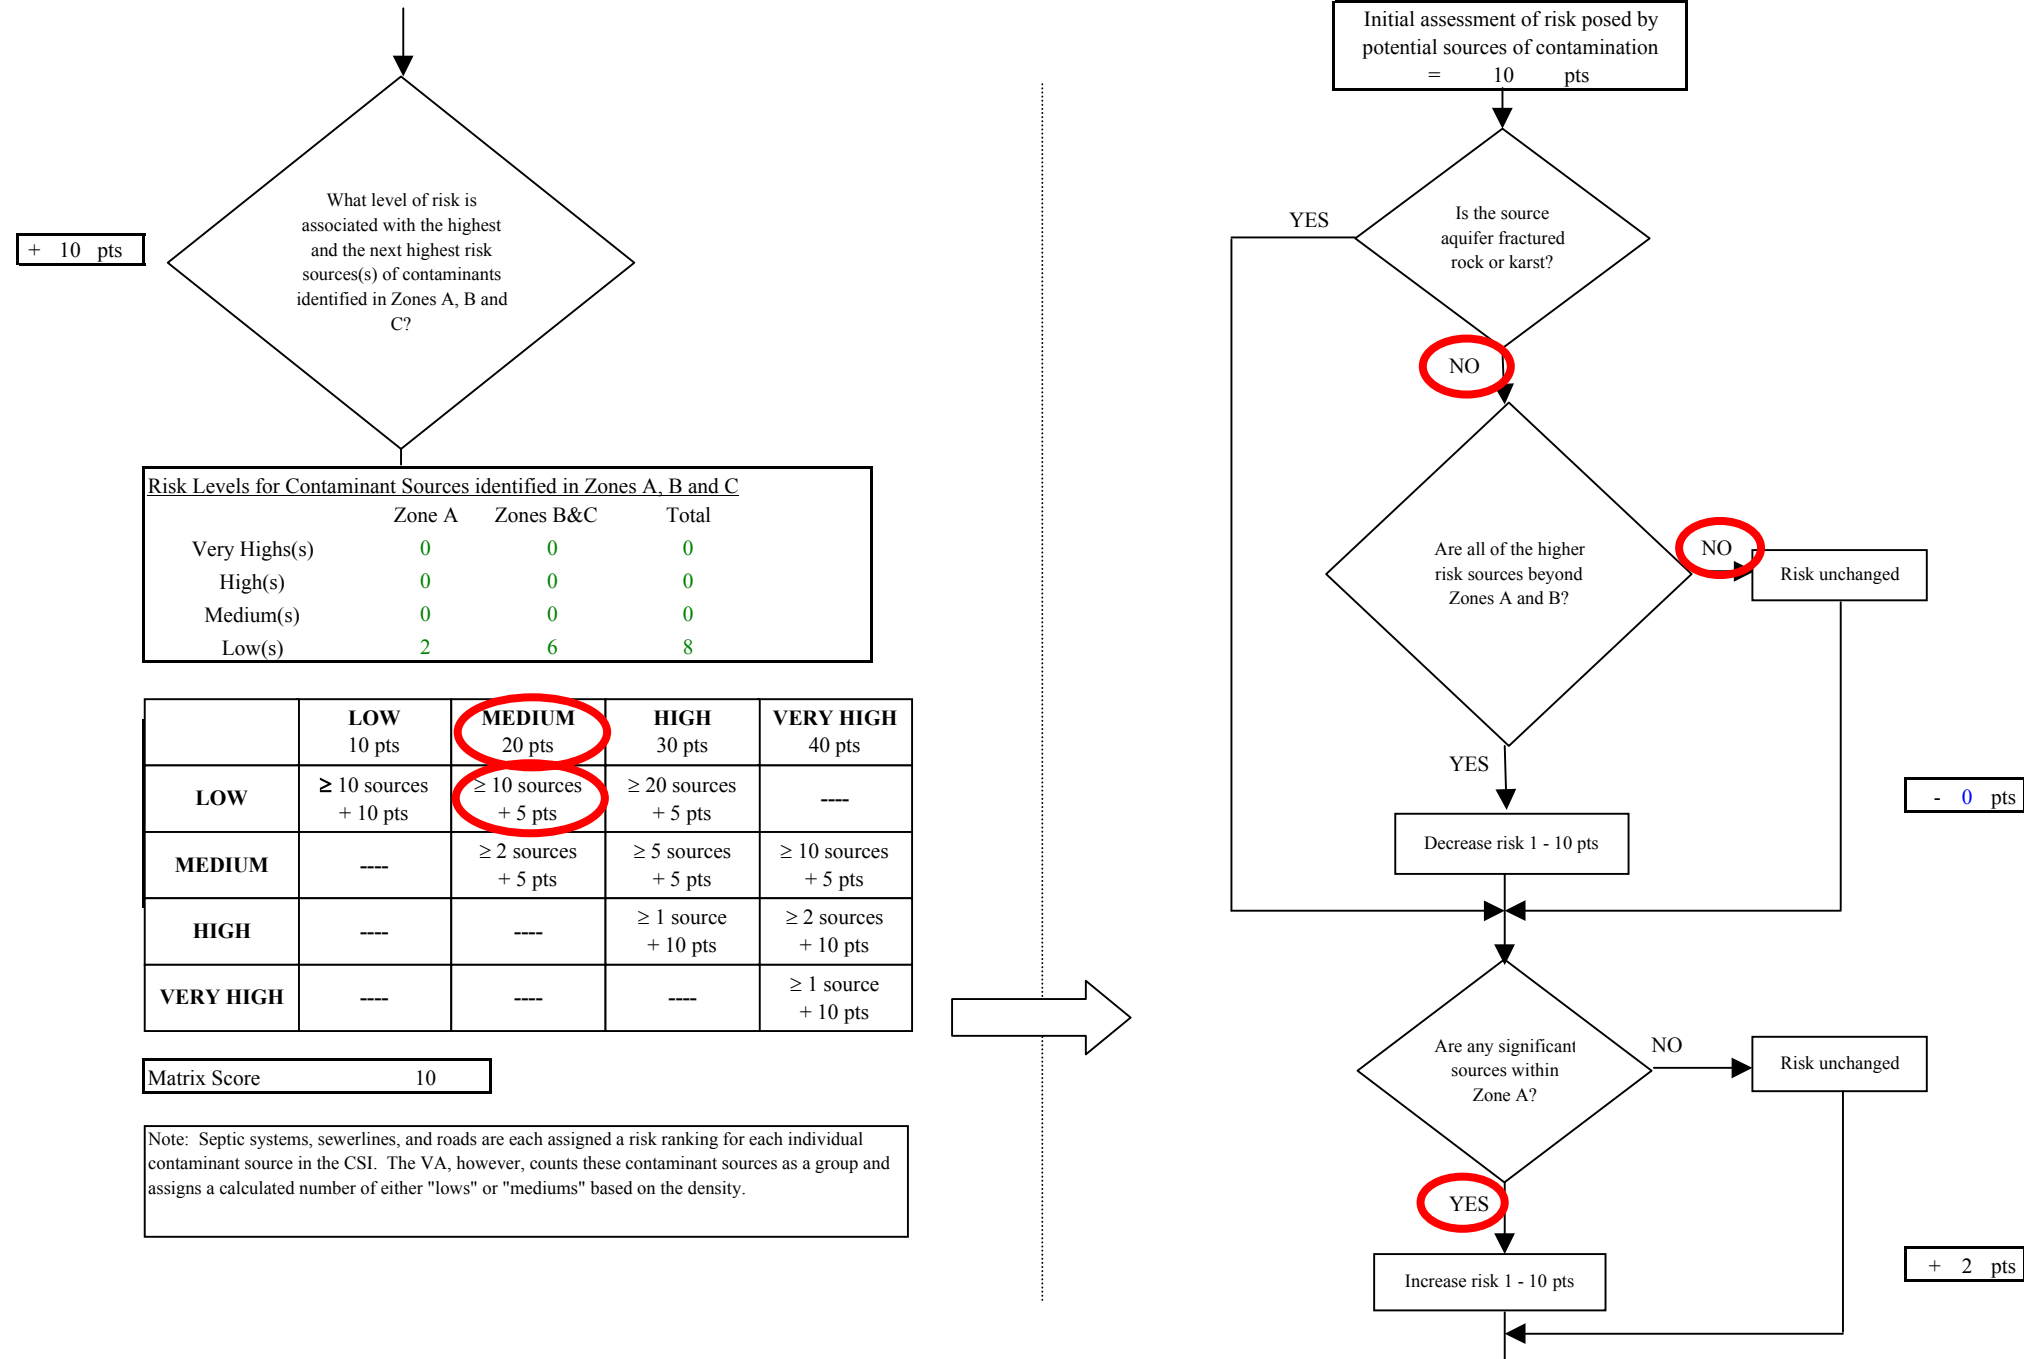 + 10 pts
What level of risk is
associated with the highest
and the next highest risk
sources(s) of contaminants
identified in Zones A, B and
C?
Risk Levels for Contaminant Sources identified in Zones A, B and C
Zone A Zones B&C Total
Very Highs(s) 0 0 0
High(s) 0 0 0
Medium(s) 0 0 0
Low(s) 2 6 8
LOW MEDIUM HIGH VERY HIGH
10 pts 20 pts 30 pts 40 pts
LOW
≥ 10 sources
+ 10 pts
≥ 10 sources
+ 5 pts
≥ 20 sources
+ 5 pts
----
MEDIUM
----
≥ 2 sources
+ 5 pts
≥ 5 sources
+ 5 pts
≥ 10 sources
+ 5 pts
HIGH
----
----
≥ 1 source
+ 10 pts
≥ 2 sources
+ 10 pts
VERY HIGH
----
----
----
≥ 1 source
+ 10 pts
Matrix Score 10
Note: Septic systems, sewerlines, and roads are each assigned a risk ranking for each individual
contaminant source in the CSI. The VA, however, counts these contaminant sources as a group and
assigns a calculated number of either "lows" or "mediums" based on the density.
Initial assessment of risk posed by
potential sources of contamination
= 10 pts
Is the source
aquifer fractured
rock or karst?
YES
NO
Are all of the higher
risk sources beyond
Zones A and B?
NO
Risk unchanged
YES
Decrease risk 1 - 10 pts
- 0 pts
Are any significant
sources within
Zone A?
NO
Risk unchanged
YES
Increase risk 1 - 10 pts
+ 2 pts